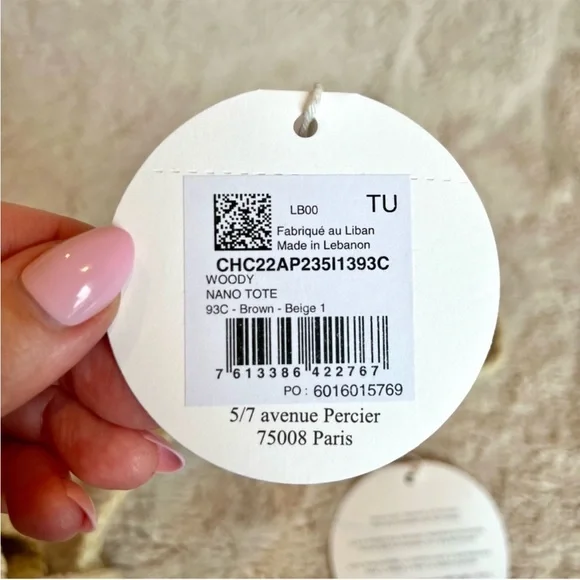 LB00
TU
Fabriqué au Liban
Made in Lebanon
CHC22AP235I1393C
WOODY
NANO TOTE
93C - Brown - Beige 1
7 613386 422767
PO : 6016015769
5/7 avenue Percier
75008 Paris